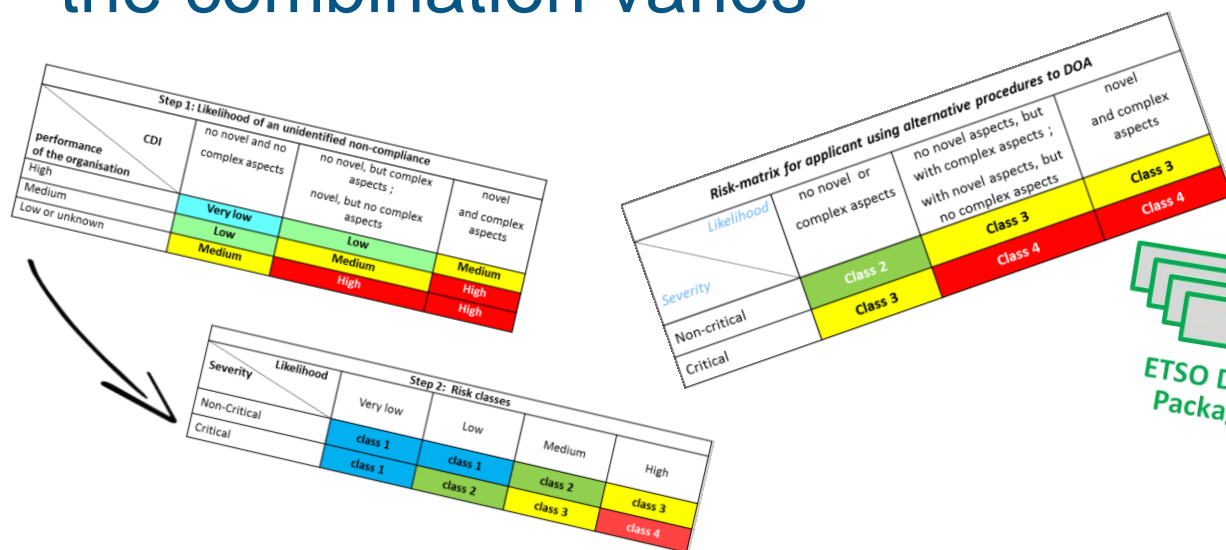 the combination varies
Step 1: Likelihood of an unidentified non-compliance
CDI
performance
of the organisation
no novel and no
complex aspects
no novel, but complex
aspects ;
novel, but no complex
aspects
novel
and complex
aspects
High
Very low
Low
Medium
Medium
Low
Medium
High
Low or unknown
Medium
High
High
Step 2: Risk classes
Likelihood
Severity
Very low
Low
Medium
High
Non-Critical
class 1
class 1
class 2
class 3
Critical
class 1
class 2
class 3
class 4
Risk-matrix for applicant using alternative procedures to DOA
Likelihood
Severity
no novel or
complex aspects
no novel aspects, but
with complex aspects ;
with novel aspects, but
no complex aspects
novel
and complex
aspects
Non-critical
Class 2
Class 3
Class 3
Critical
Class 3
Class 4
Class 4
ETSO